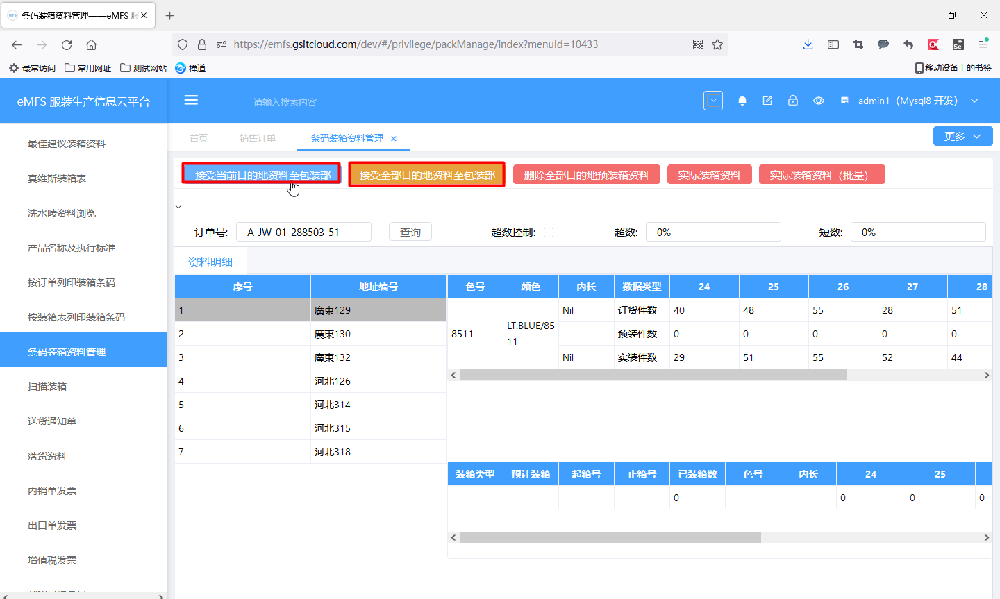 条码装箱资料管理——eMFS 服
https://emfs.gsitcloud.com/dev/#/privilege/packManage/index?menuId=10433
最常访问 常用网址 测试网站 禅道 移动设备上的书签
eMFS 服装生产信息云平台 请输入搜索内容 admin1（Mysql8 开发）
首页 销售订单 条码装箱资料管理 更多
最佳建议装箱资料
真维斯装箱表
洗水唛资料浏览
产品名称及执行标准
按订单列印装箱条码
按装箱表列印装箱条码
条码装箱资料管理
扫描装箱
送货通知单
落货资料
内销单发票
出口单发票
增值税发票
接受当前目的地资料至包装部 接受全部目的地资料至包装部 删除全部目的地预装箱资料 实际装箱资料 实际装箱资料（批量）
订单号: A-JW-01-288503-51 查询 超数控制: 超数: 0% 短数: 0%
资料明细
序号 地址编号
1 廣東129
2 廣東130
3 廣東132
4 河北126
5 河北314
6 河北315
7 河北318
色号 颜色 内长 数据类型 24 25 26 27 28
8511 LT.BLUE/8511 Nil 订货件数 40 48 55 28 51
预装件数 0 0 0 0 0
Nil 实装件数 29 51 55 52 44
装箱类型 预计装箱 起箱号 止箱号 已装箱数 色号 内长 24 25
0 0 0 0